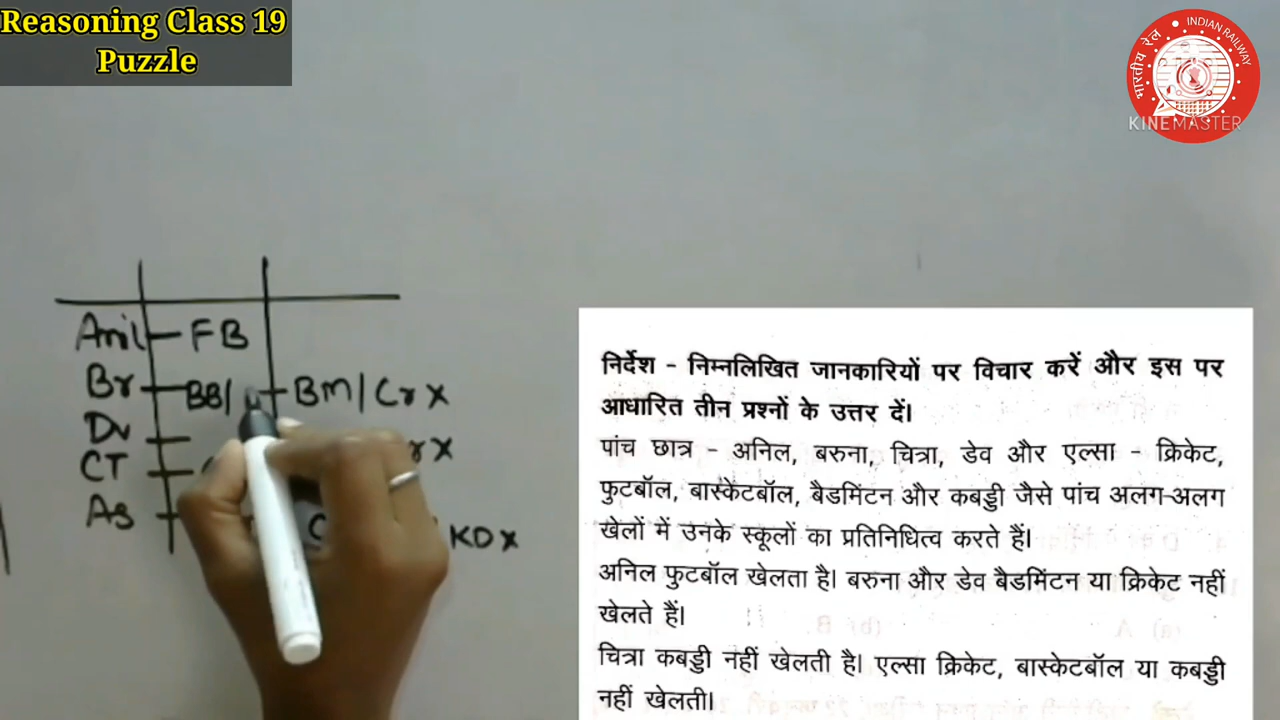 Reasoning Class 19
Puzzle
भारतीय रेल
INDIAN RAILWAY
KINEMASTER
Anil - FB
Br - BB/ BM / Cr x
Dv - r x
CT -
As - KD x
निर्देश - निम्नलिखित जानकारियों पर विचार करें और इस पर
आधारित तीन प्रश्नों के उत्तर दें।
पांच छात्र - अनिल, बरुना, चित्रा, डेव और एल्सा - क्रिकेट,
फुटबॉल, बास्केटबॉल, बैडमिंटन और कबड्डी जैसे पांच अलग-अलग
खेलों में उनके स्कूलों का प्रतिनिधित्व करते हैं।
अनिल फुटबॉल खेलता है। बरुना और डेव बैडमिंटन या क्रिकेट नहीं
खेलते हैं।
चित्रा कबड्डी नहीं खेलती है। एल्सा क्रिकेट, बास्केटबॉल या कबड्डी
नहीं खेलती।